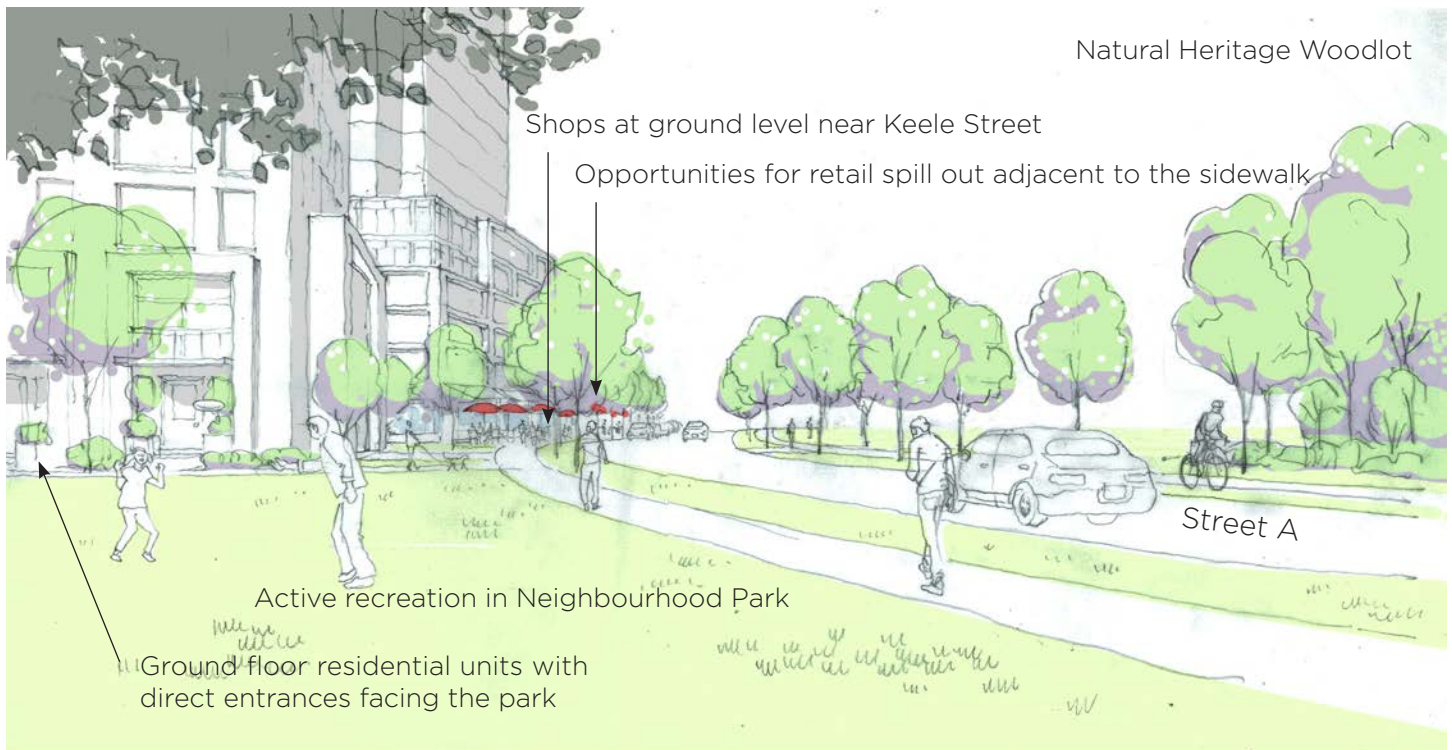 Natural Heritage Woodlot
Shops at ground level near Keele Street
Opportunities for retail spill out adjacent to the sidewalk
Street A
Active recreation in Neighbourhood Park
Ground floor residential units with
direct entrances facing the park